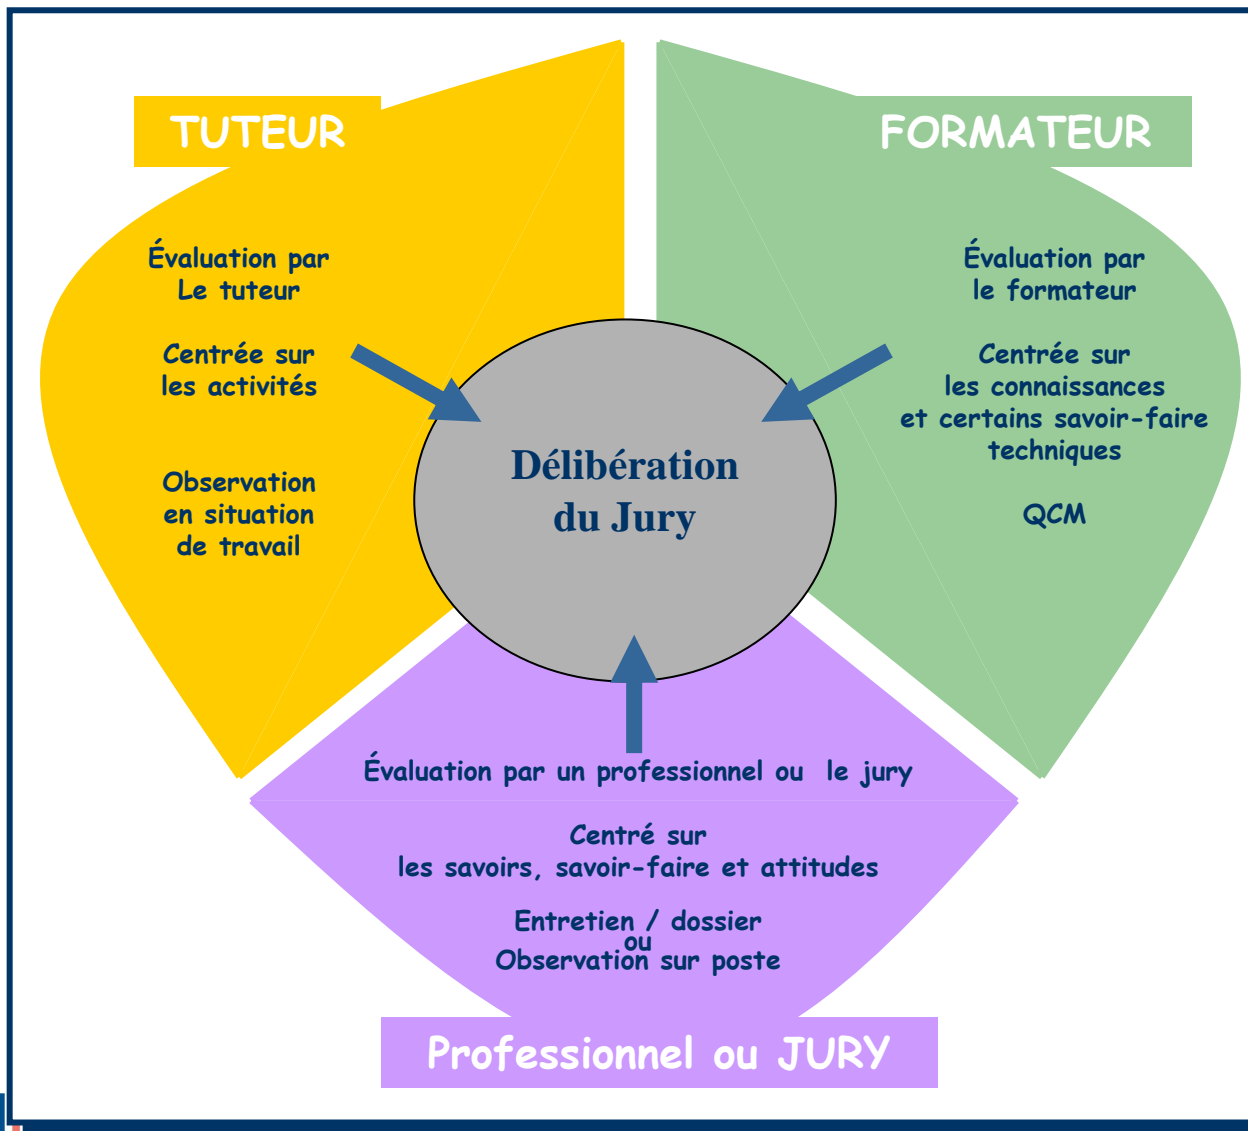 TUTEUR
Évaluation par
Le tuteur
Centrée sur
les activités
Observation
en situation
de travail
FORMATEUR
Évaluation par
le formateur
Centrée sur
les connaissances
et certains savoir-faire
techniques
QCM
Délibération
du Jury
Évaluation par un professionnel ou le jury
Centré sur
les savoirs, savoir-faire et attitudes
Entretien / dossier
ou
Observation sur poste
Professionnel ou JURY